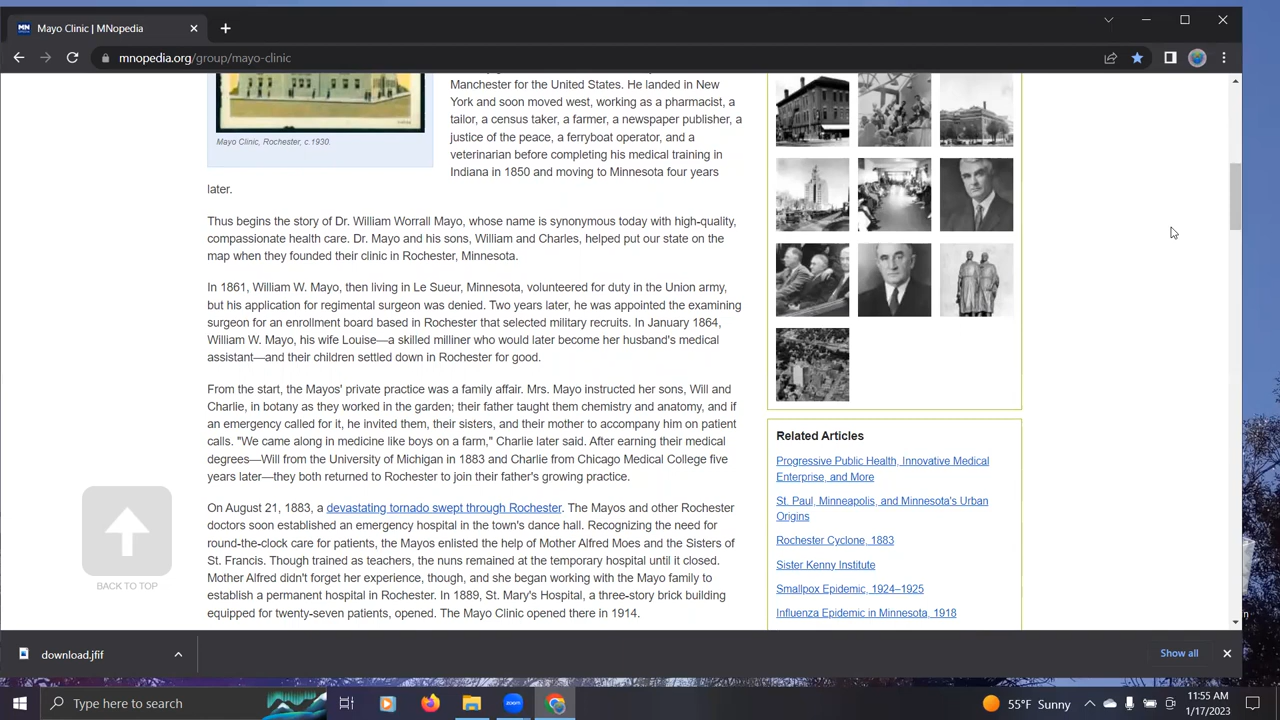 Mayo Clinic | MNopedia
mnopedia.org/group/mayo-clinic
Mayo Clinic, Rochester, c.1930.
Manchester for the United States. He landed in New
York and soon moved west, working as a pharmacist, a
tailor, a census taker, a farmer, a newspaper publisher, a
justice of the peace, a ferryboat operator, and a
veterinarian before completing his medical training in
Indiana in 1850 and moving to Minnesota four years
later.
Thus begins the story of Dr. William Worrall Mayo, whose name is synonymous today with high-quality,
compassionate health care. Dr. Mayo and his sons, William and Charles, helped put our state on the
map when they founded their clinic in Rochester, Minnesota.
In 1861, William W. Mayo, then living in Le Sueur, Minnesota, volunteered for duty in the Union army,
but his application for regimental surgeon was denied. Two years later, he was appointed the examining
surgeon for an enrollment board based in Rochester that selected military recruits. In January 1864,
William W. Mayo, his wife Louise—a skilled milliner who would later become her husband's medical
assistant—and their children settled down in Rochester for good.
From the start, the Mayos' private practice was a family affair. Mrs. Mayo instructed her sons, Will and
Charlie, in botany as they worked in the garden; their father taught them chemistry and anatomy, and if
an emergency called for it, he invited them, their sisters, and their mother to accompany him on patient
calls. "We came along in medicine like boys on a farm," Charlie later said. After earning their medical
degrees—Will from the University of Michigan in 1883 and Charlie from Chicago Medical College five
years later—they both returned to Rochester to join their father's growing practice.
On August 21, 1883, a devastating tornado swept through Rochester. The Mayos and other Rochester
doctors soon established an emergency hospital in the town's dance hall. Recognizing the need for
round-the-clock care for patients, the Mayos enlisted the help of Mother Alfred Moes and the Sisters of
St. Francis. Though trained as teachers, the nuns remained at the temporary hospital until it closed.
Mother Alfred didn't forget her experience, though, and she began working with the Mayo family to
establish a permanent hospital in Rochester. In 1889, St. Mary's Hospital, a three-story brick building
equipped for twenty-seven patients, opened. The Mayo Clinic opened there in 1914.
BACK TO TOP
Related Articles
Progressive Public Health, Innovative Medical
Enterprise, and More
St. Paul, Minneapolis, and Minnesota's Urban
Origins
Rochester Cyclone, 1883
Sister Kenny Institute
Smallpox Epidemic, 1924–1925
Influenza Epidemic in Minnesota, 1918
download.jfif
Show all
Type here to search
zoom
55°F Sunny
11:55 AM
1/17/2023